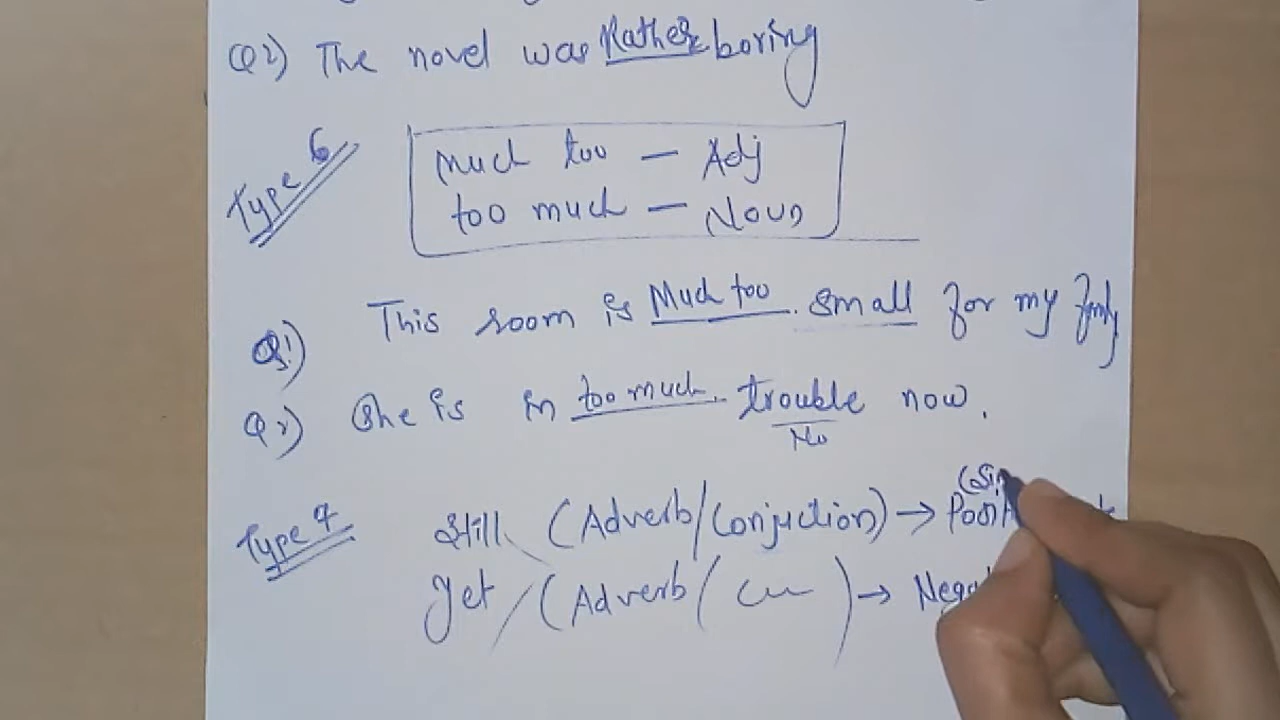 Q2) The novel was Rather boring
Type 6
Much too — Adj
too much — Noun
Q1) This room is Much too small for my family
Q2) She is in too much trouble now.
No
Type 7
Still (Adverb/Conjuction) →
Yet (Adverb/ →